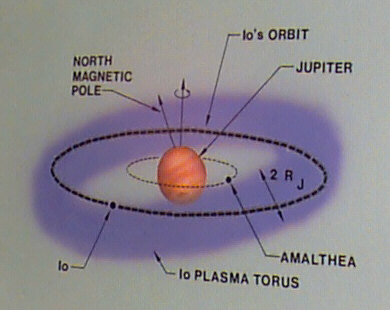 Io's ORBIT
NORTH
MAGNETIC
POLE
JUPITER
2 R J
AMALTHEA
Io
Io PLASMA TORUS